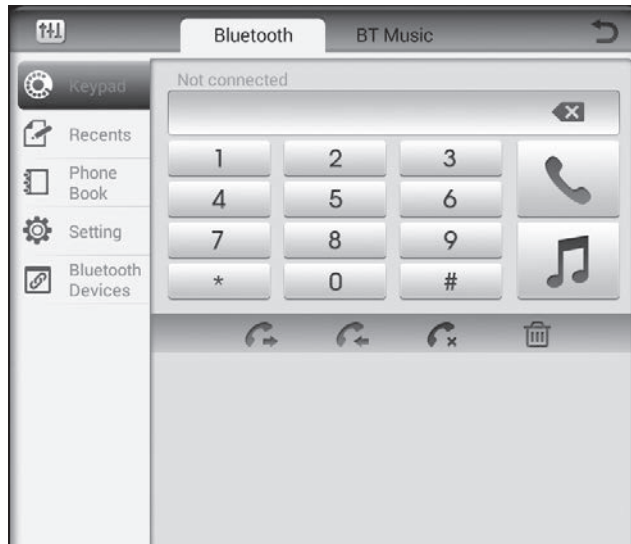 Bluetooth
BT Music
Keypad
Not connected
Recents
Phone
Book
Setting
Bluetooth
Devices
1 2 3
4 5 6
7 8 9
* 0 #